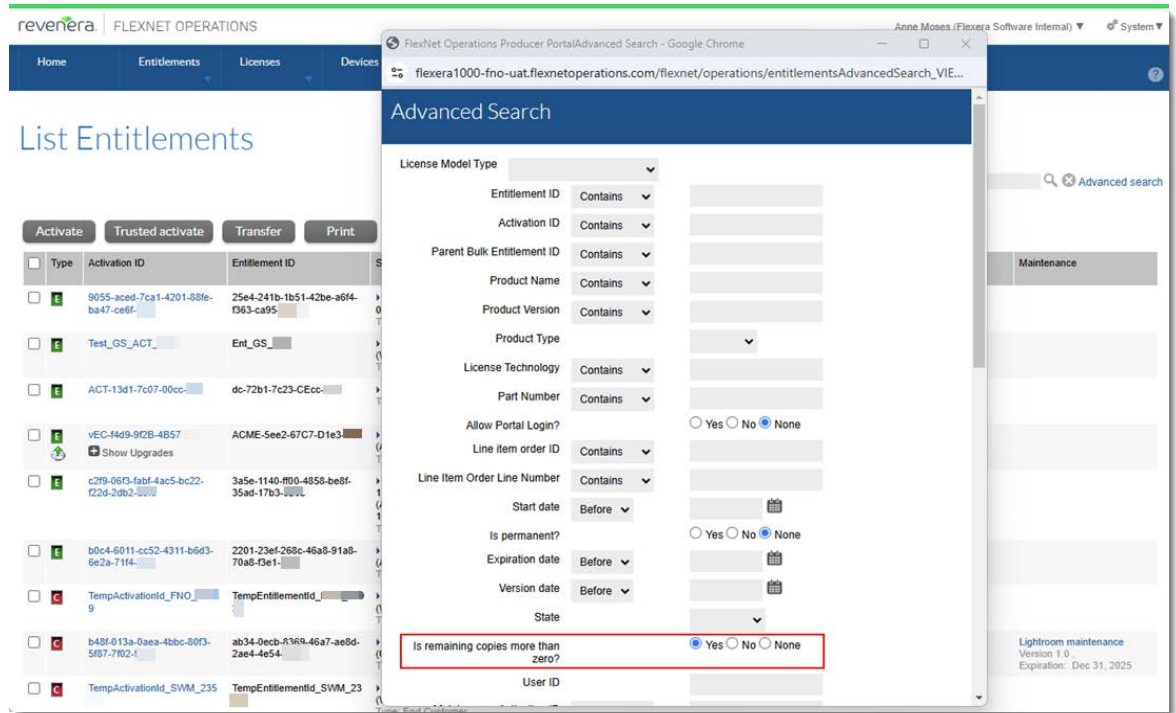 revenera. FLEXNET OPERATIONS
Anne Moses (Flexera Software Internal) ▼ System ▼
Home Entitlements Licenses Devices
List Entitlements
Advanced search
Activate Trusted activate Transfer Print
Type Activation ID Entitlement ID Maintenance
E 9055-aced-7ca1-4201-88fe- 25e4-241b-1b51-42be-a6f4-
ba47-ce6f- f363-ca95
E Test_GS_ACT_ Ent_GS_
E ACT-13d1-7c07-00cc- dc-72b1-7c23-CEcc-
E vEC-f4d9-9f2B-4B57 ACME-5ee2-67C7-D1e3-
Show Upgrades
E c2f9-06f3-fabf-4ac5-bc22- 3a5e-1140-ff00-4858-be8f-
f22d-2db2- 35ad-17b3-
E b0c4-6011-cc52-4311-b6d3- 2201-23ef-268c-46a8-91a8-
6e2a-71f4- 70a8-f3e1-
C TempActivationId_FNO_ TempEntitlementId_
9
C b48f-013a-0aea-4bbc-80f3- ab34-0ecb-8369-46a7-ae8d- Lightroom maintenance
5f87-7f02- 2ae4-4e54- Version 1.0 ,
Expiration: Dec 31, 2025
C TempActivationId_SWM_235 TempEntitlementId_SWM_23
Type: End Customer
FlexNet Operations Producer PortalAdvanced Search - Google Chrome
flexera1000-fno-uat.flexnetoperations.com/flexnet/operations/entitlementsAdvancedSearch_VIE...
Advanced Search
License Model Type
Entitlement ID Contains
Activation ID Contains
Parent Bulk Entitlement ID Contains
Product Name Contains
Product Version Contains
Product Type
License Technology Contains
Part Number Contains
Allow Portal Login? Yes No None
Line item order ID Contains
Line Item Order Line Number Contains
Start date Before
Is permanent? Yes No None
Expiration date Before
Version date Before
State
Is remaining copies more than Yes No None
zero?
User ID